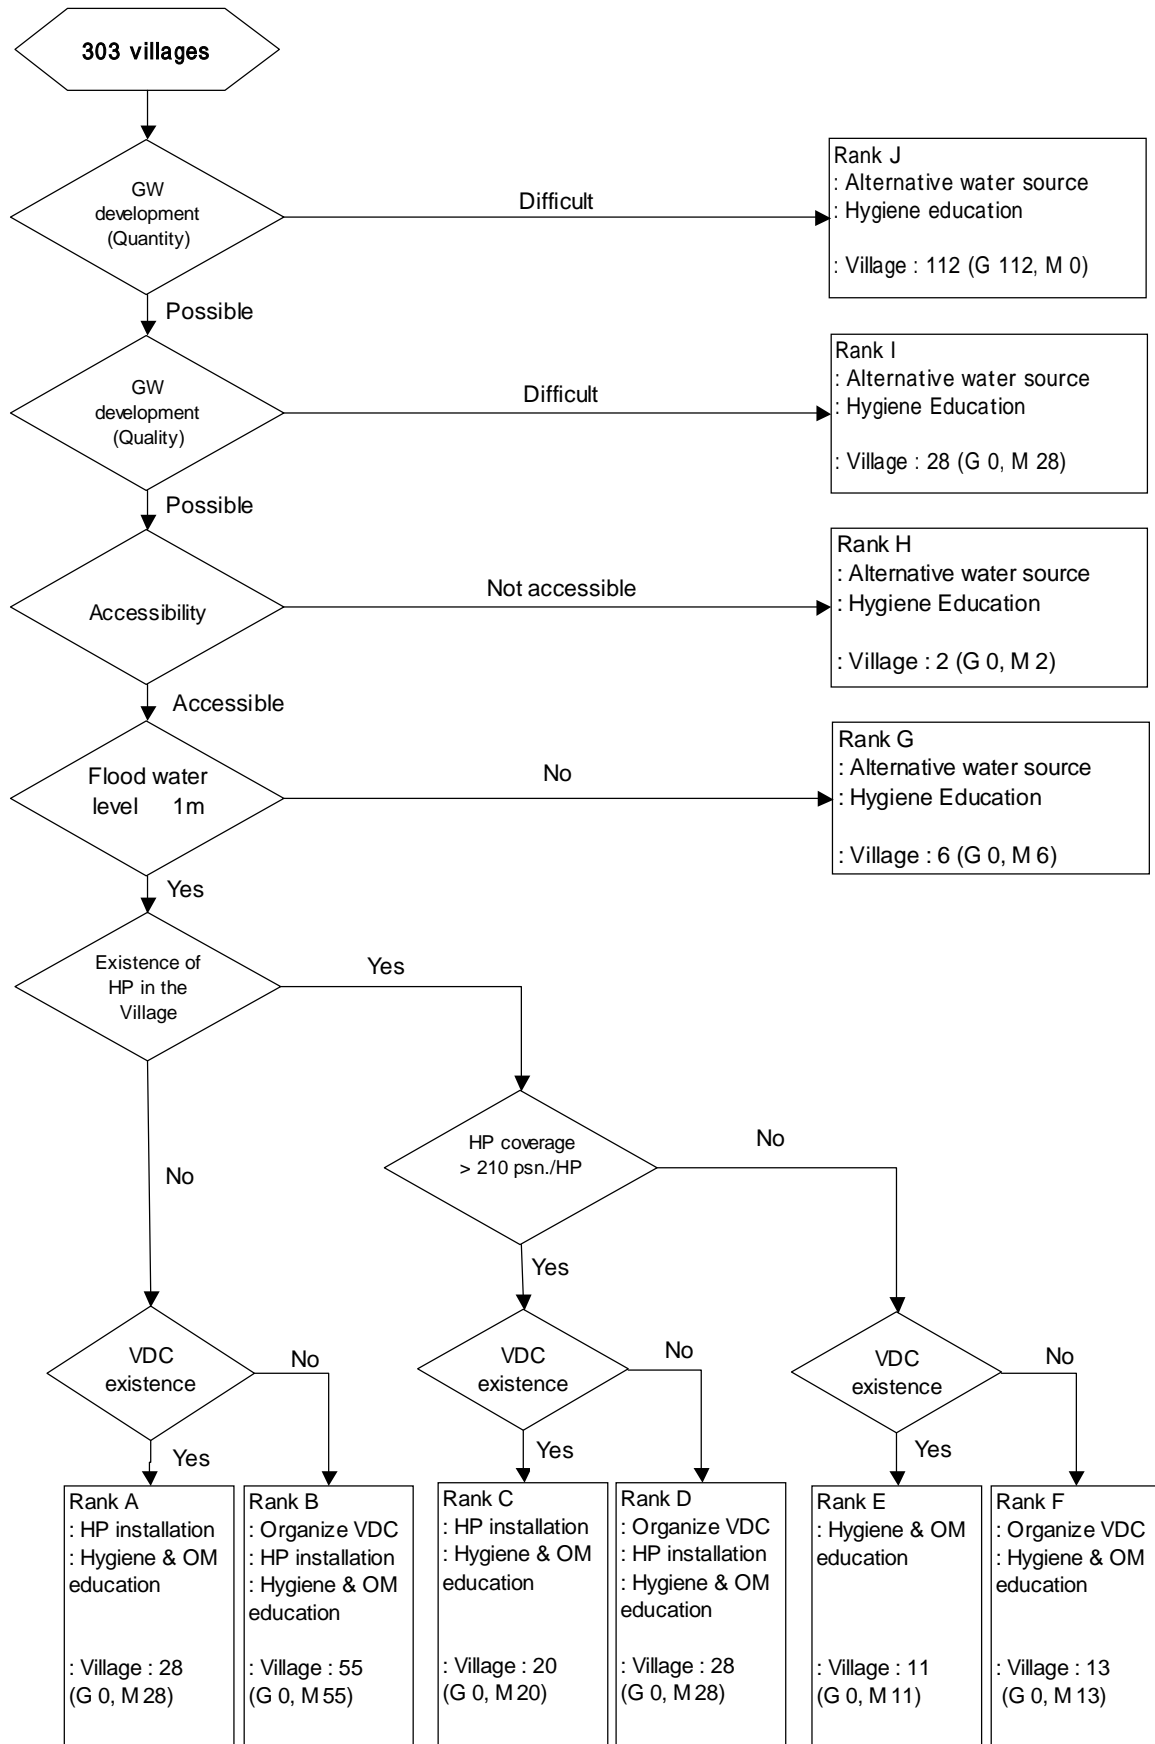 303 villages
GW
development
(Quantity)
Difficult
Rank J
: Alternative water source
: Hygiene education
: Village : 112 (G 112, M 0)
Possible
GW
development
(Quality)
Difficult
Rank I
: Alternative water source
: Hygiene Education
: Village : 28 (G 0, M 28)
Possible
Accessibility
Not accessible
Rank H
: Alternative water source
: Hygiene Education
: Village : 2 (G 0, M 2)
Accessible
Flood water
level 1m
No
Rank G
: Alternative water source
: Hygiene Education
: Village : 6 (G 0, M 6)
Yes
Existence of
HP in the
Village
Yes
No
HP coverage
> 210 psn./HP
No
Yes
VDC
existence
No
Yes
VDC
existence
No
Yes
VDC
existence
No
Yes
Rank A
: HP installation
: Hygiene & OM
education
: Village : 28
(G 0, M 28)
Rank B
: Organize VDC
: HP installation
: Hygiene & OM
education
: Village : 55
(G 0, M 55)
Rank C
: HP installation
: Hygiene & OM
education
: Village : 20
(G 0, M 20)
Rank D
: Organize VDC
: HP installation
: Hygiene & OM
education
: Village : 28
(G 0, M 28)
Rank E
: Hygiene & OM
education
: Village : 11
(G 0, M 11)
Rank F
: Organize VDC
: Hygiene & OM
education
: Village : 13
(G 0, M 13)